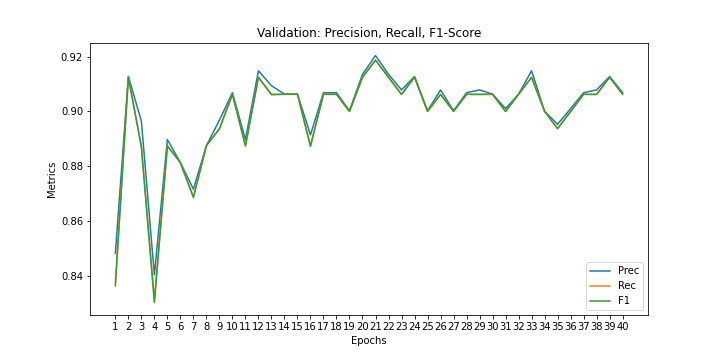 Validation: Precision, Recall, F1-Score
Metrics
0.92
0.90
0.88
0.86
0.84
Prec
Rec
F1
1 2 3 4 5 6 7 8 9 10 11 12 13 14 15 16 17 18 19 20 21 22 23 24 25 26 27 28 29 30 31 32 33 34 35 36 37 38 39 40
Epochs